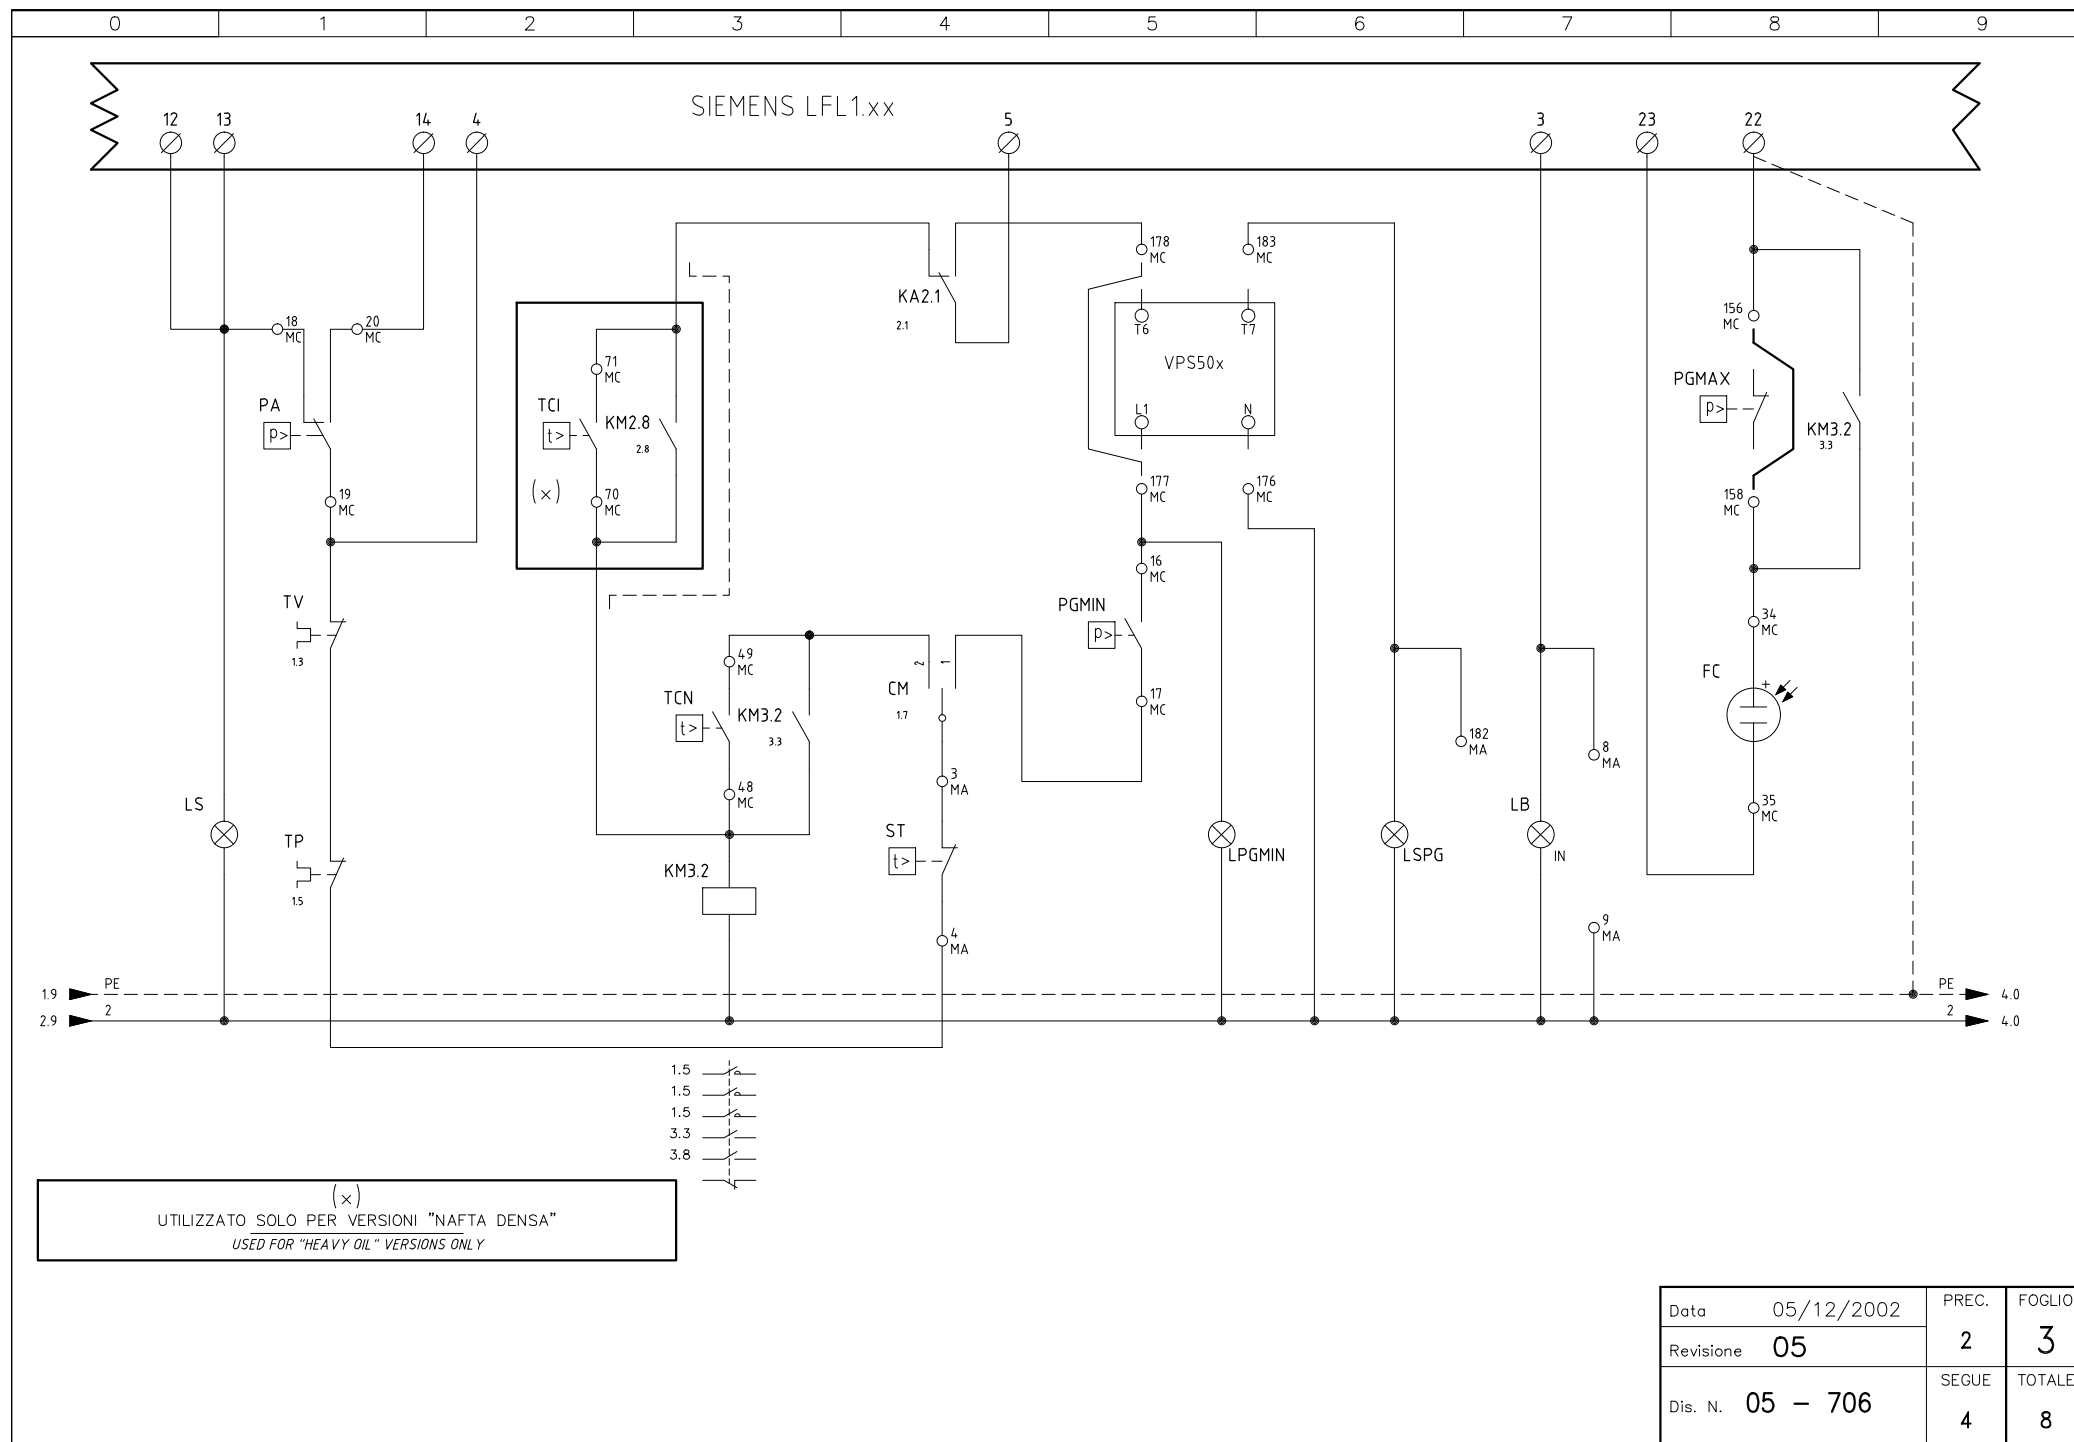 0 1 2 3 4 5 6 7 8 9
SIEMENS LFL1.xx
12 13 14 4 5 3 23 22
178
MC
183
MC
KA2.1
2.1
156
MC
T6 T7
18
MC
20
MC
VPS50x
71
MC
PGMAX
p>
PA
p>
TCI
t>
KM2.8
2.8
L1 N
KM3.2
3.3
(x)
19
MC
70
MC
177
MC
176
MC
158
MC
16
MC
TV
1.3
PGMIN
p>
34
MC
49
MC
2 1
FC
+
CM
1.7
TCN
t>
KM3.2
3.3
17
MC
182
MA
8
MA
3
MA
48
MC
35
MC
LS
LB
IN
TP
1.5
ST
t>
LPGMIN
LSPG
KM3.2
4
MA
9
MA
1.9 PE PE 4.0
2.9 2 2 4.0
1.5
1.5
1.5
3.3
3.8
(x)
UTILIZZATO SOLO PER VERSIONI "NAFTA DENSA"
USED FOR "HEAVY OIL" VERSIONS ONLY
Data 05/12/2002
PREC.
2
FOGLIO
3
Revisione 05
Dis. N. 05 - 706
SEGUE
4
TOTALE
8